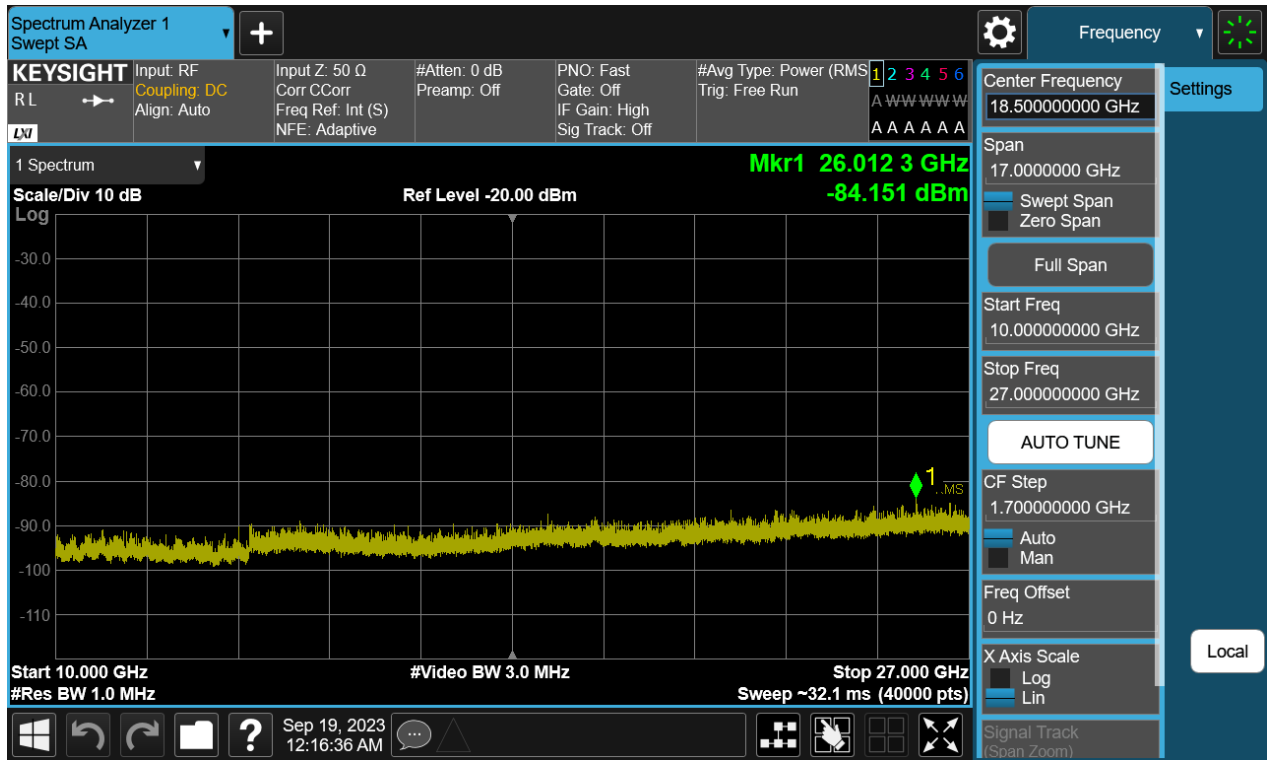 Spectrum Analyzer 1
Swept SA
+
Frequency
KEYSIGHT
R L
LXI
Input: RF
Coupling: DC
Align: Auto
Input Z: 50 Ω
Corr CCorr
Freq Ref: Int (S)
NFE: Adaptive
#Atten: 0 dB
Preamp: Off
PNO: Fast
Gate: Off
IF Gain: High
Sig Track: Off
#Avg Type: Power (RMS
Trig: Free Run
1 2 3 4 5 6
A W W W W W
A A A A A A
1 Spectrum
Scale/Div 10 dB
Log
Ref Level -20.00 dBm
Mkr1 26.012 3 GHz
-84.151 dBm
-30.0
-40.0
-50.0
-60.0
-70.0
-80.0
-90.0
-100
-110
1
..MS
Start 10.000 GHz
#Res BW 1.0 MHz
#Video BW 3.0 MHz
Stop 27.000 GHz
Sweep ~32.1 ms (40000 pts)
Center Frequency
18.500000000 GHz
Span
17.0000000 GHz
Swept Span
Zero Span
Full Span
Start Freq
10.000000000 GHz
Stop Freq
27.000000000 GHz
AUTO TUNE
CF Step
1.700000000 GHz
Auto
Man
Freq Offset
0 Hz
X Axis Scale
Log
Lin
Signal Track
(Span Zoom)
Settings
Local
?
Sep 19, 2023
12:16:36 AM